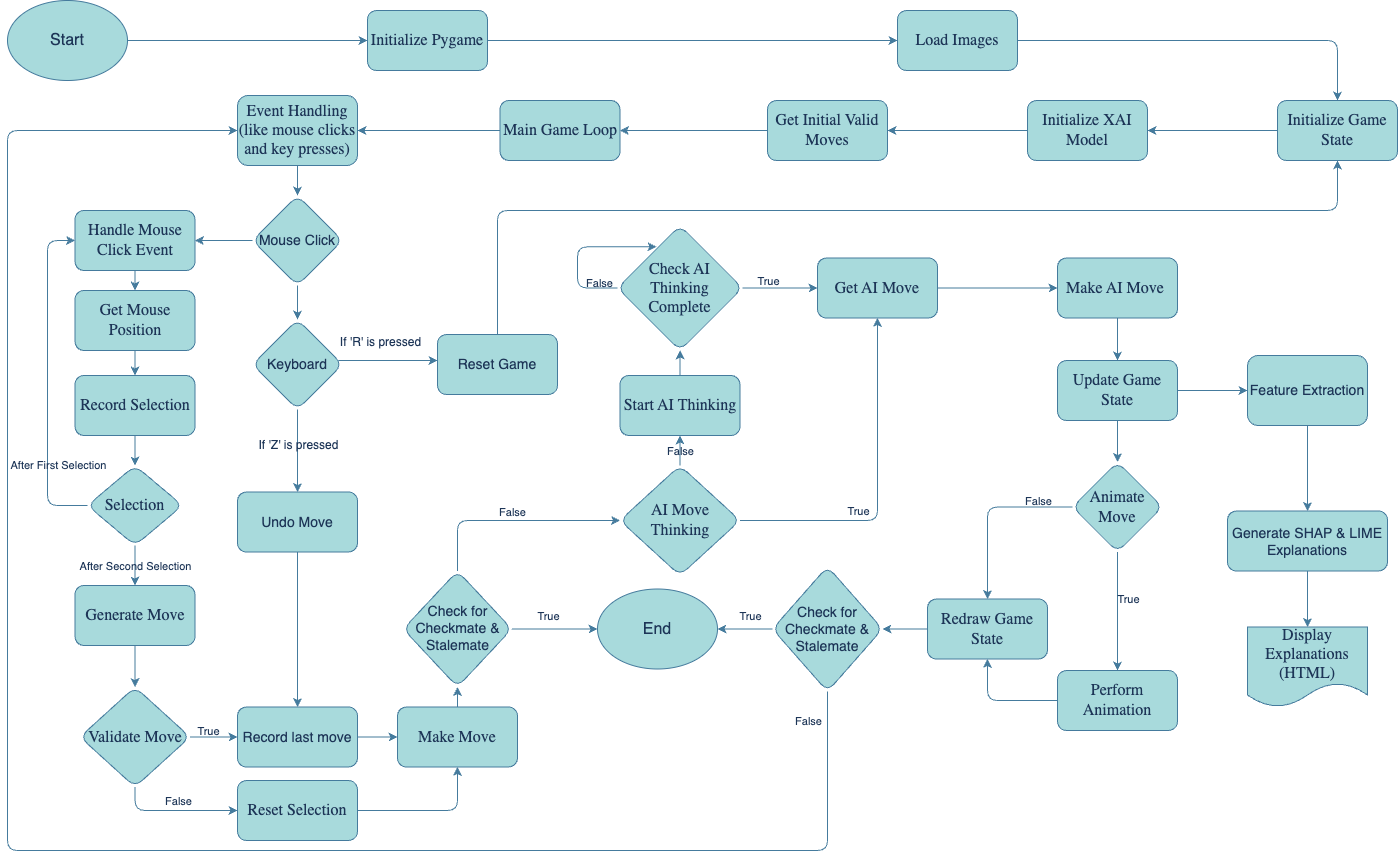 Start
Initialize Pygame
Load Images
Event Handling
(like mouse clicks
and key presses)
Main Game Loop
Get Initial Valid
Moves
Initialize XAI
Model
Initialize Game
State
Handle Mouse
Click Event
Mouse Click
Check AI
Thinking
Complete
False
True
Get AI Move
Make AI Move
Get Mouse
Position
Keyboard
If 'R' is pressed
Reset Game
Record Selection
Start AI Thinking
Update Game
State
Feature Extraction
If 'Z' is pressed
False
After First Selection
Selection
Undo Move
False
AI Move
Thinking
True
False
Animate
Move
Generate SHAP & LIME
Explanations
After Second Selection
Generate Move
Check for
Checkmate &
Stalemate
True
End
True
Check for
Checkmate &
Stalemate
Redraw Game
State
True
Display
Explanations
(HTML)
Validate Move
True
Record last move
Make Move
False
Perform
Animation
False
Reset Selection